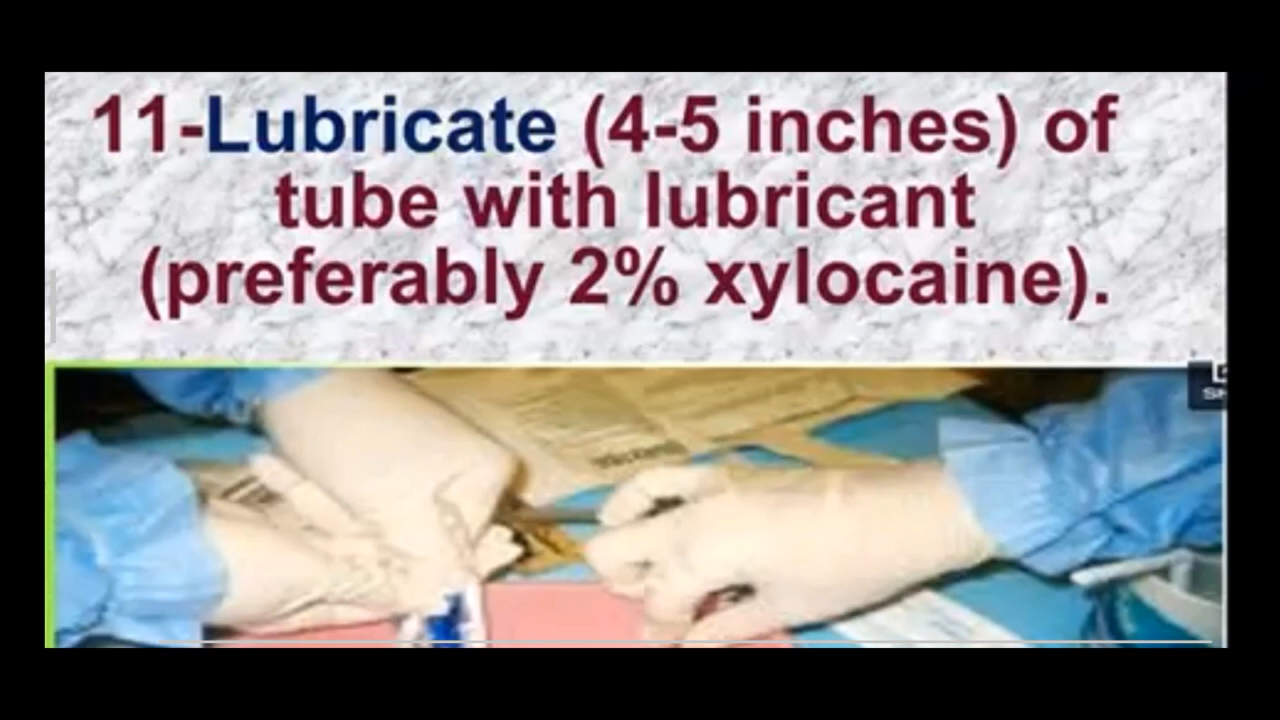 11-Lubricate (4-5 inches) of
tube with lubricant
(preferably 2% xylocaine).